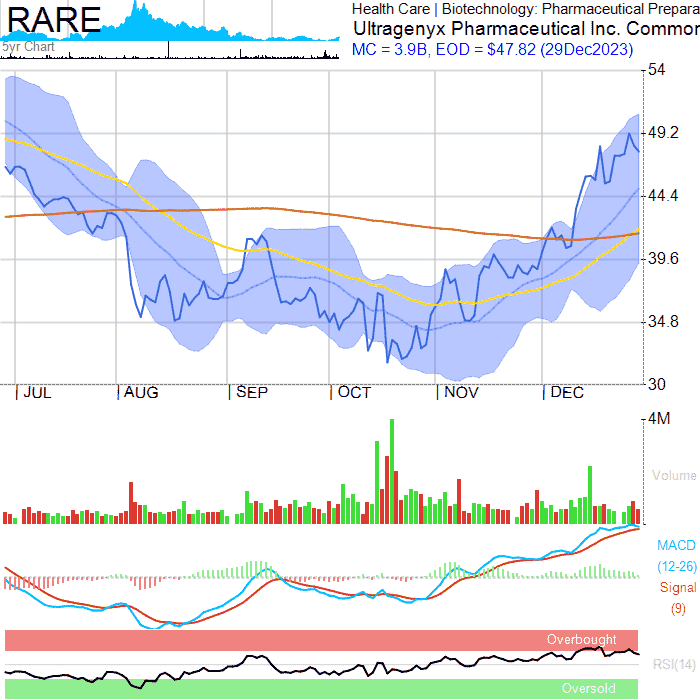 RARE
5yr Chart
Health Care | Biotechnology: Pharmaceutical Prepara
Ultragenyx Pharmaceutical Inc. Common
MC = 3.9B, EOD = $47.82 (29Dec2023)
54
49.2
44.4
39.6
34.8
30
JUL AUG SEP OCT NOV DEC
4M
Volume
MACD
(12-26)
Signal
(9)
Overbought
RSI(14)
Oversold